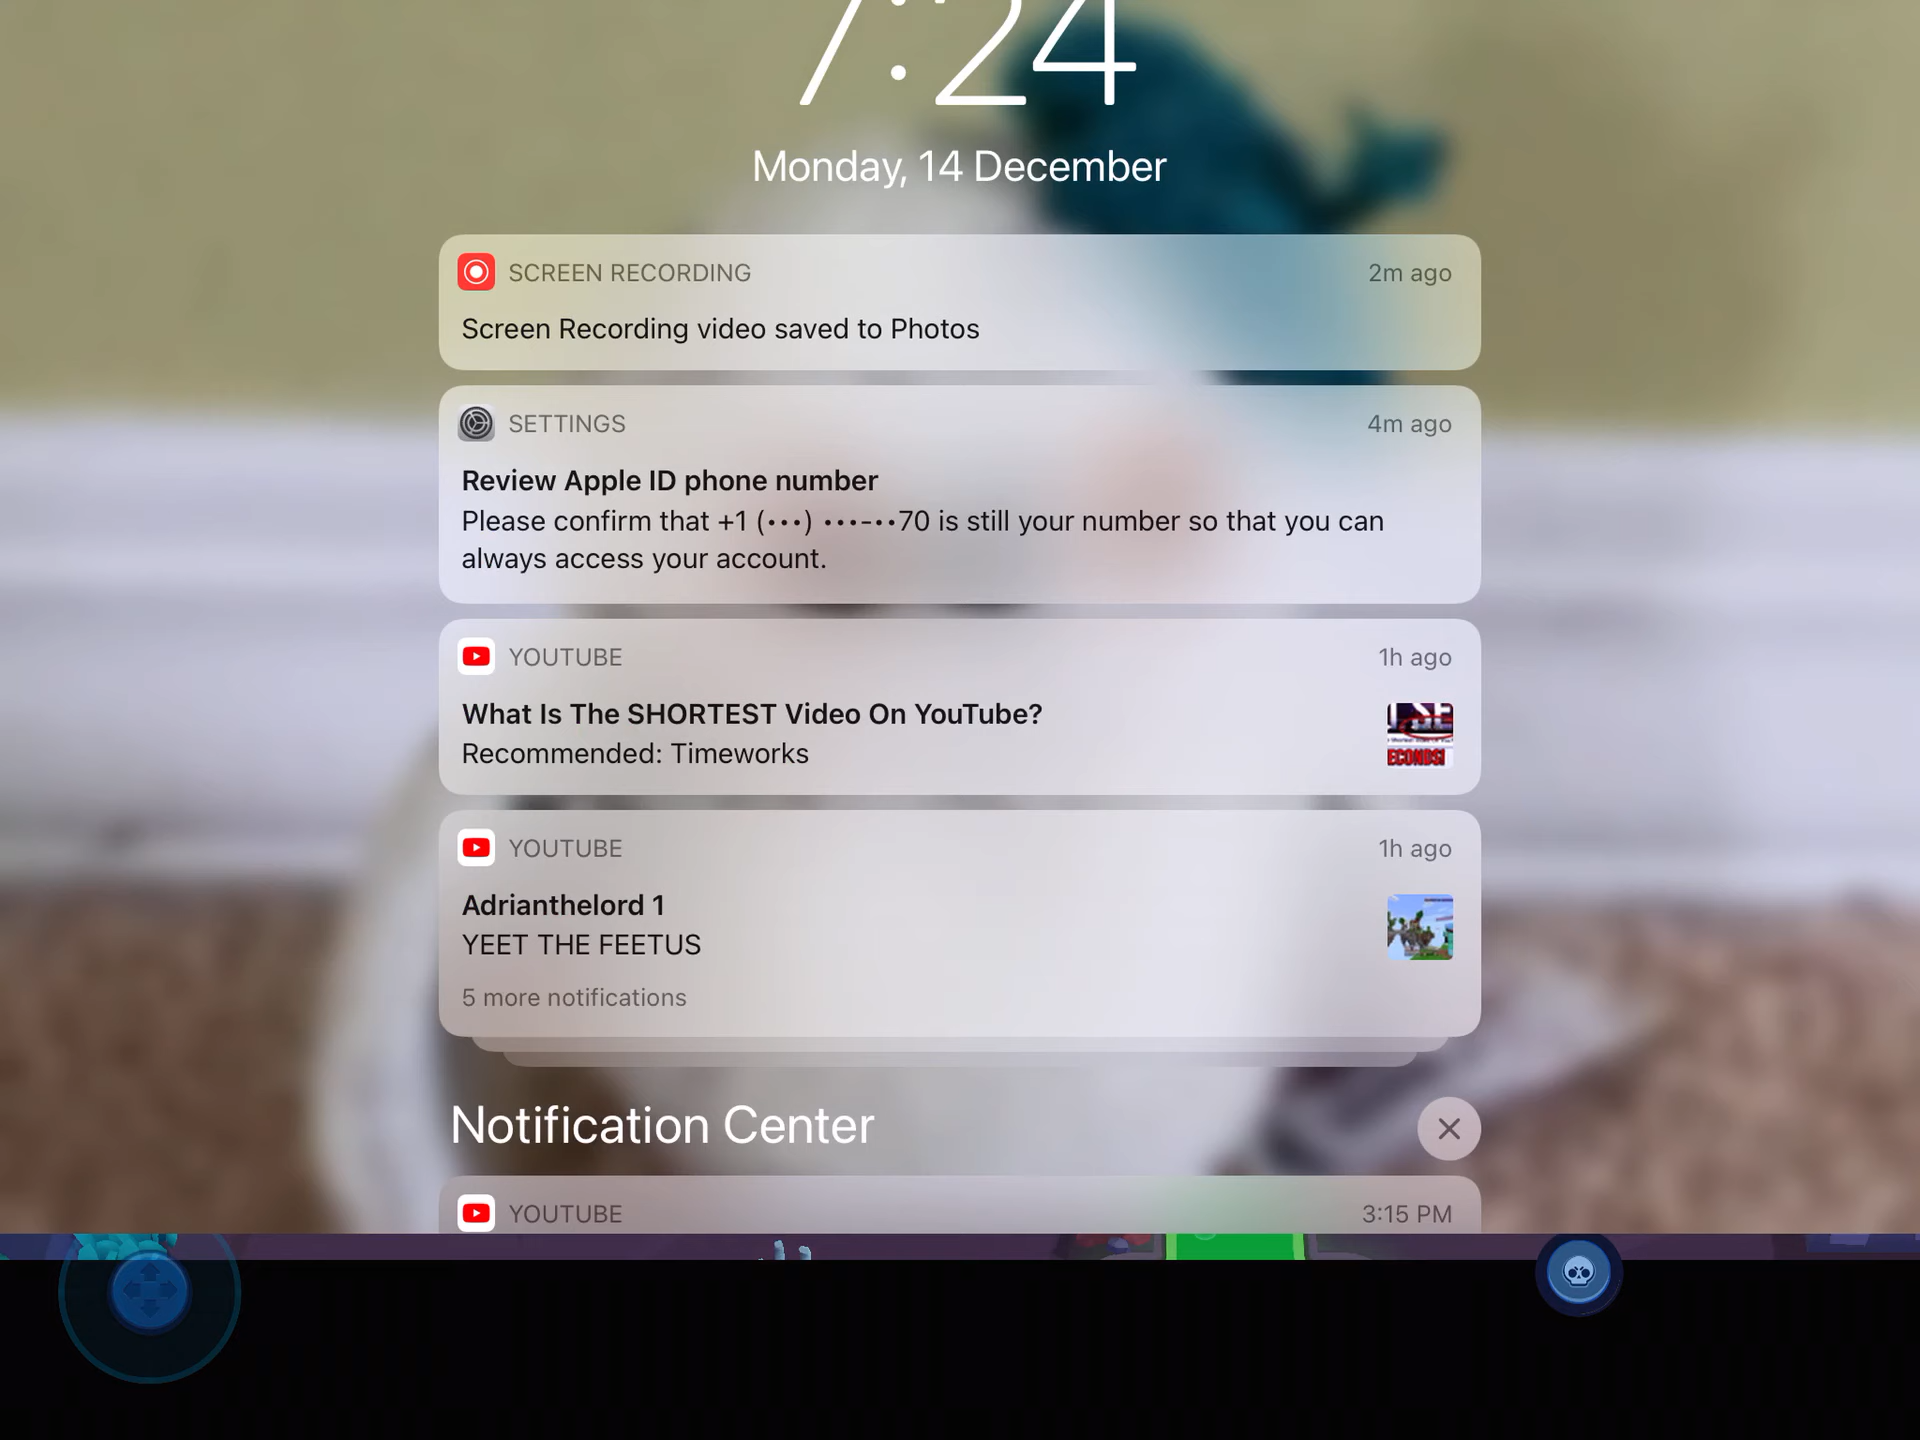 7:24
Monday, 14 December
SCREEN RECORDING 2m ago
Screen Recording video saved to Photos
SETTINGS 4m ago
Review Apple ID phone number
Please confirm that +1 (•••) •••-••70 is still your number so that you can
always access your account.
YOUTUBE 1h ago
What Is The SHORTEST Video On YouTube?
Recommended: Timeworks
ECONDS!
YOUTUBE 1h ago
Adrianthelord 1
YEET THE FEETUS
5 more notifications
Notification Center
YOUTUBE 3:15 PM